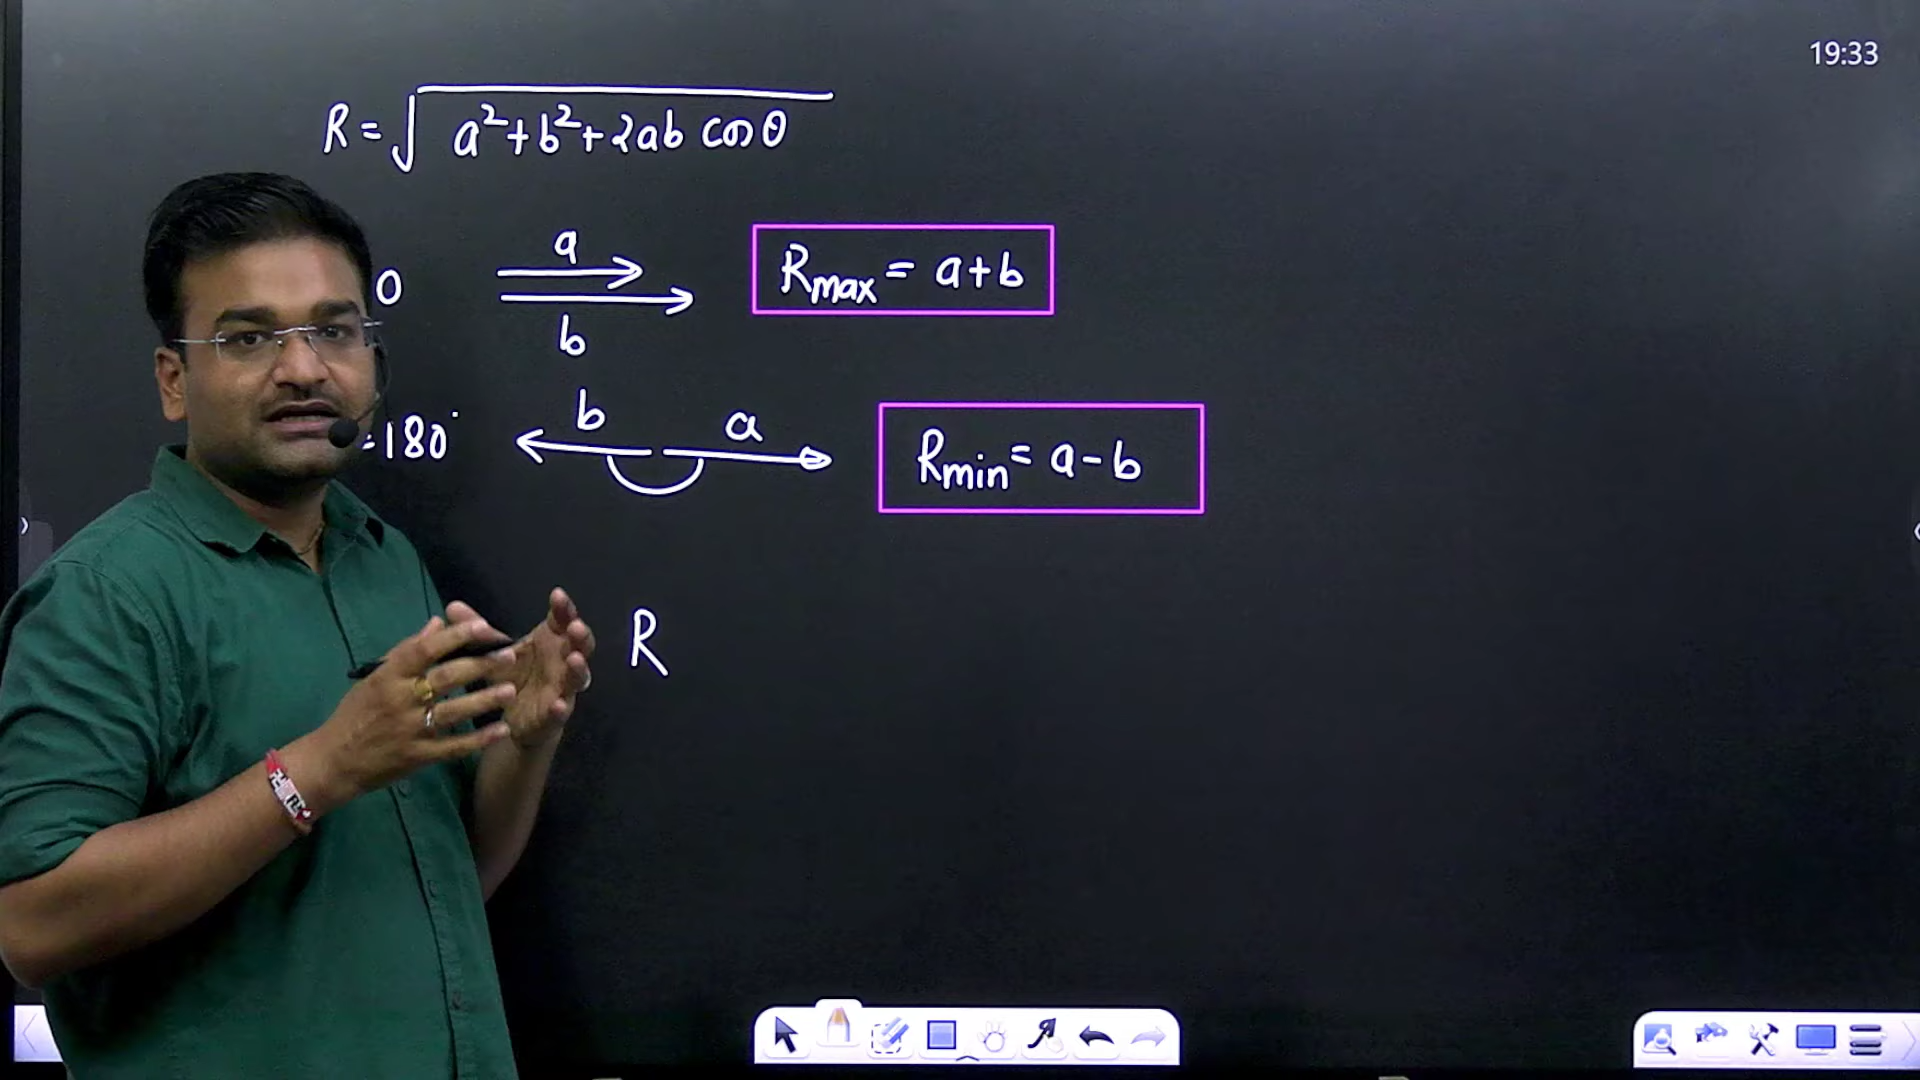 19:33
R = √a²+b²+2ab cosθ
a
0
b
Rmax = a+b
b
a
=180°
Rmin = a-b
R